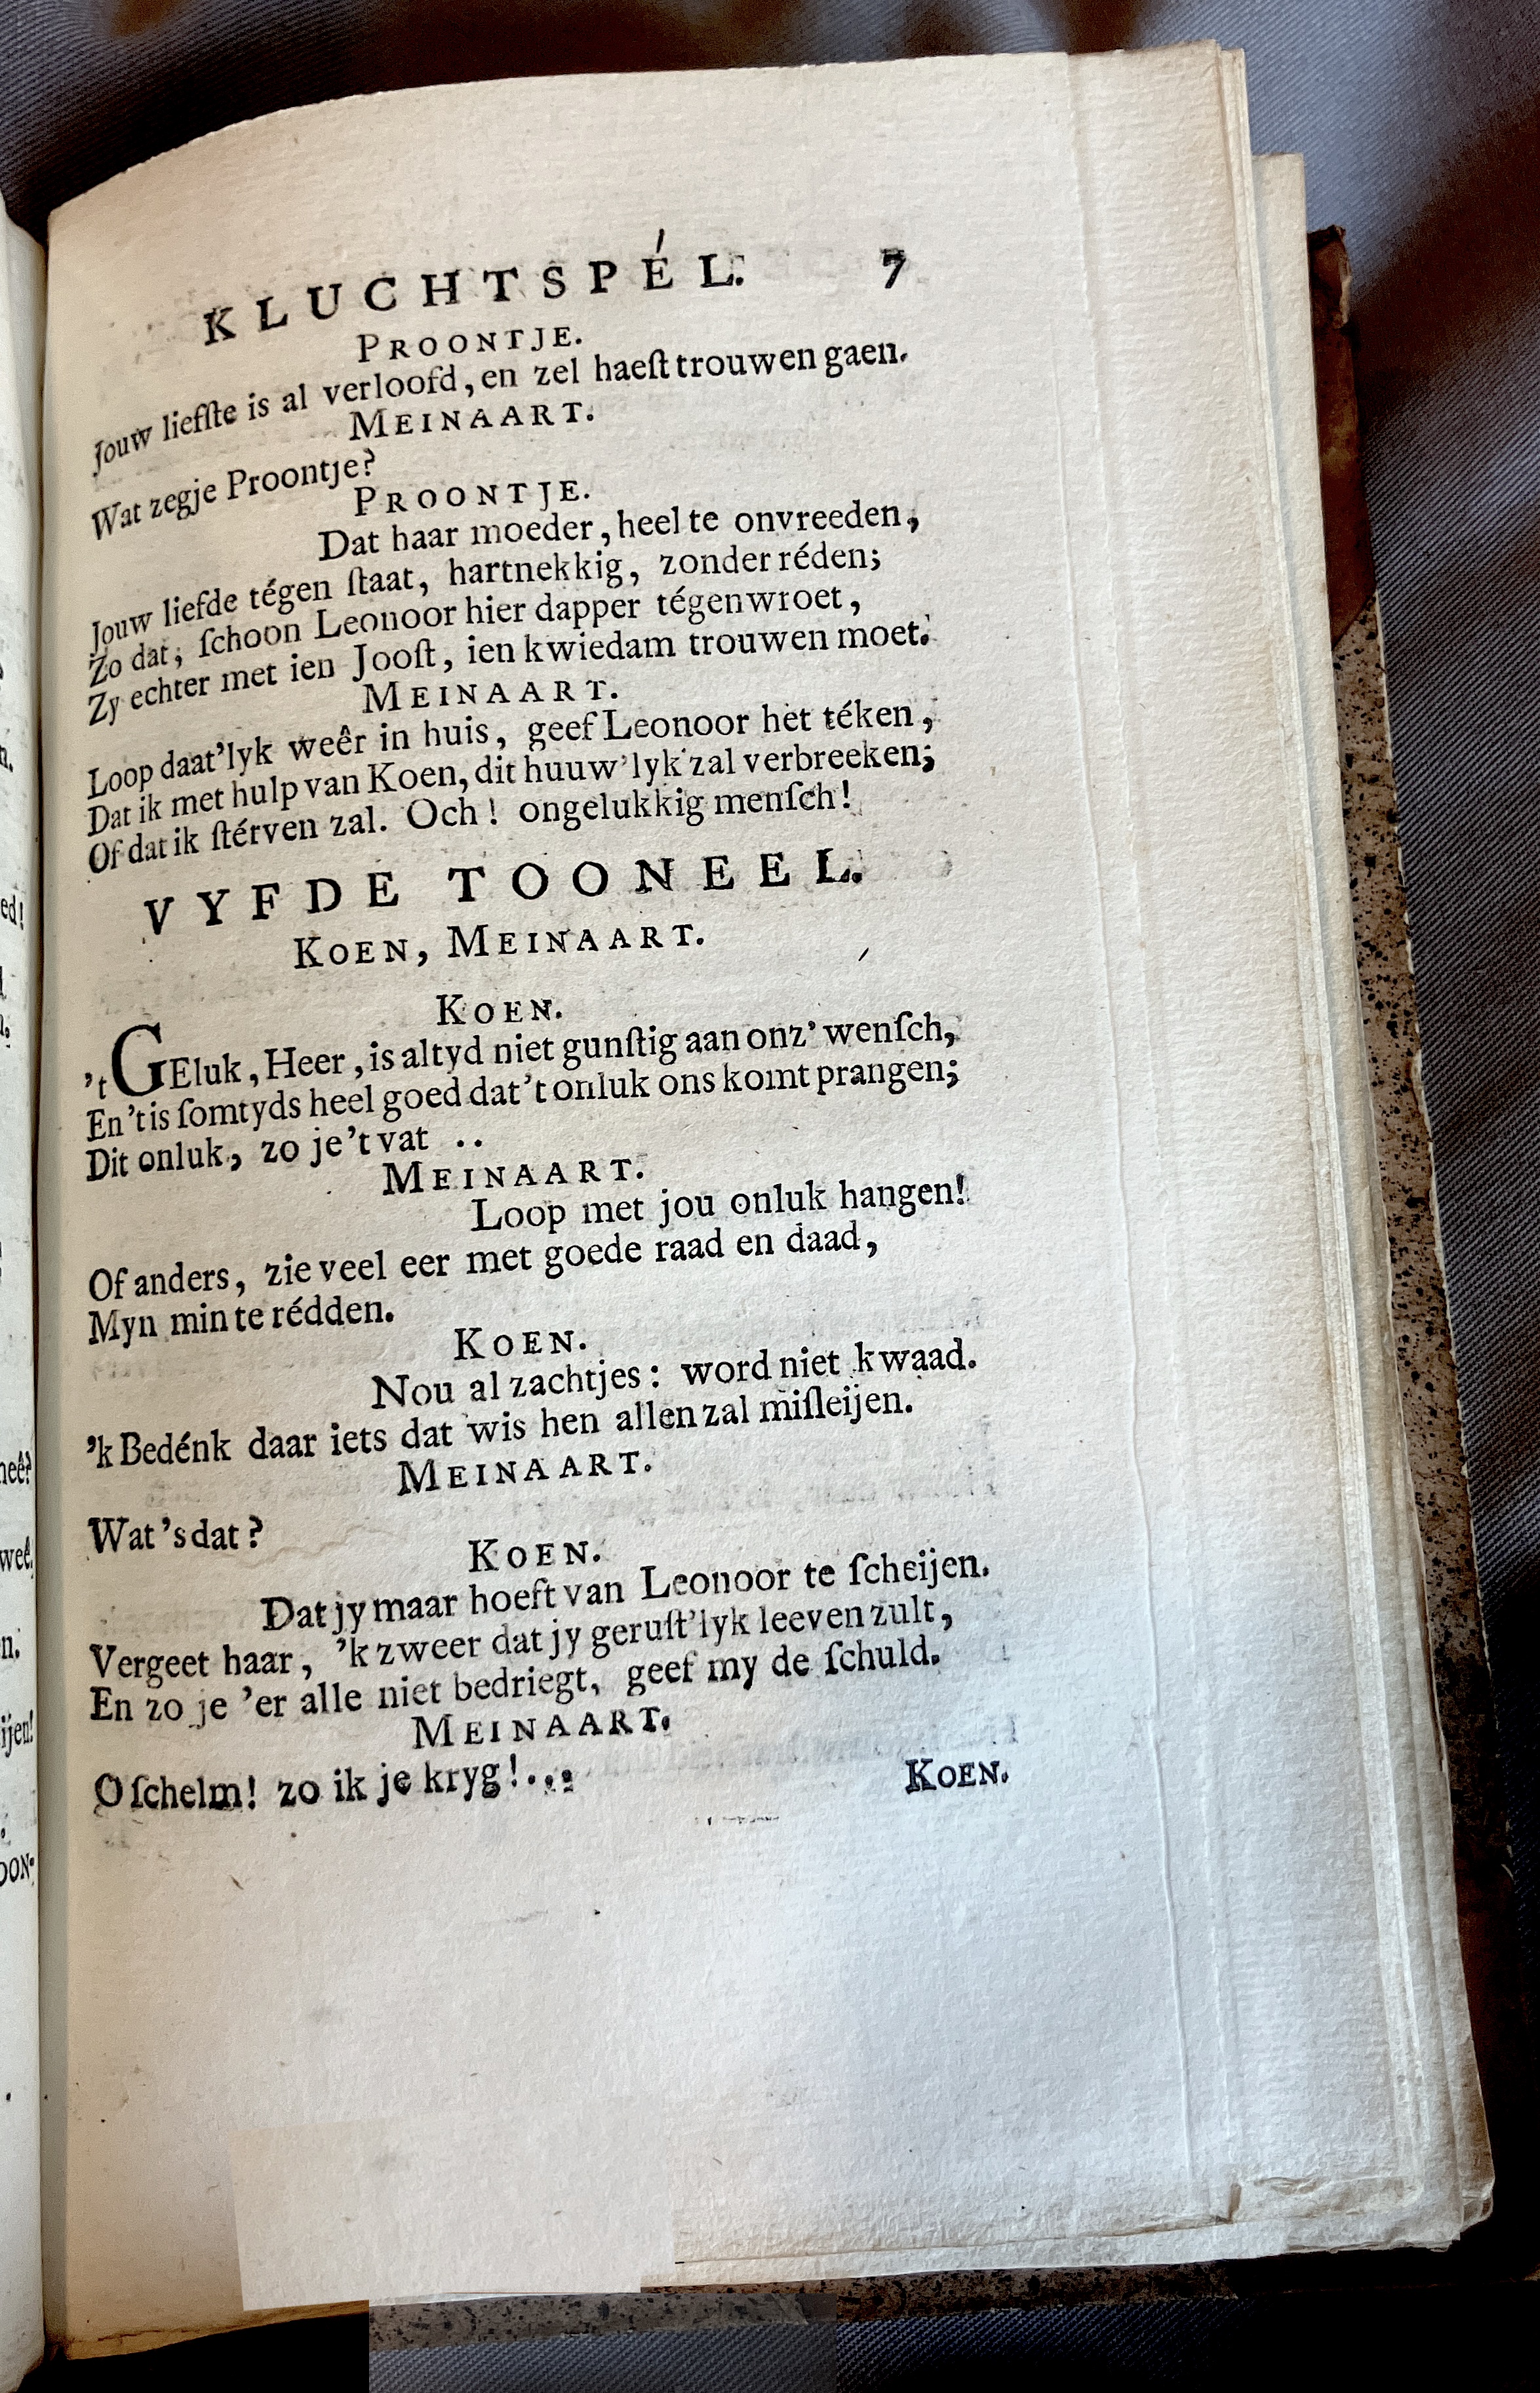 KLUCHTSPÉL. 7
PROONTJE.
Jouw liefſte is al verloofd, en zel haeſt trouwen gaen.
MEINAART.
Wat zegje Proontje?
PROONTJE.
Dat haar moeder, heel te onvreeden,
Jouw liefde tégen ſtaat, hartnekkig, zonder réden;
Zo dat, ſchoon Leonoor hier dapper tégenwroet,
Zy echter met ien Jooſt, ien kwiedam trouwen moet.
MEINAART.
Loop daat'lyk weêr in huis, geef Leonoor het téken,
Dat ik met hulp van Koen, dit huuw'lyk zal verbreeken;
Of dat ik ſtérven zal. Och! ongelukkig menſch!
VYFDE TOONEEL.
KOEN, MEINAART.
KOEN.
't GEluk, Heer, is altyd niet gunſtig aan onz' wenſch,
En 't is ſomtyds heel goed dat 't onluk ons komt prangen;
Dit onluk, zo je 't vat ..
MEINAART.
Loop met jou onluk hangen!
Of anders, zie veel eer met goede raad en daad,
Myn min te rédden.
KOEN.
Nou al zachtjes: word niet kwaad.
'k Bedénk daar iets dat wis hen allen zal miſleijen.
MEINAART.
Wat 's dat?
KOEN.
Dat jy maar hoeft van Leonoor te ſcheijen.
Vergeet haar, 'k zweer dat jy geruſt'lyk leeven zult,
En zo je 'er alle niet bedriegt, geef my de ſchuld.
MEINAART.
O ſchelm! zo ik je kryg!...
KOEN.
ed!
neê?
weê.
n.
ijen!
OON-